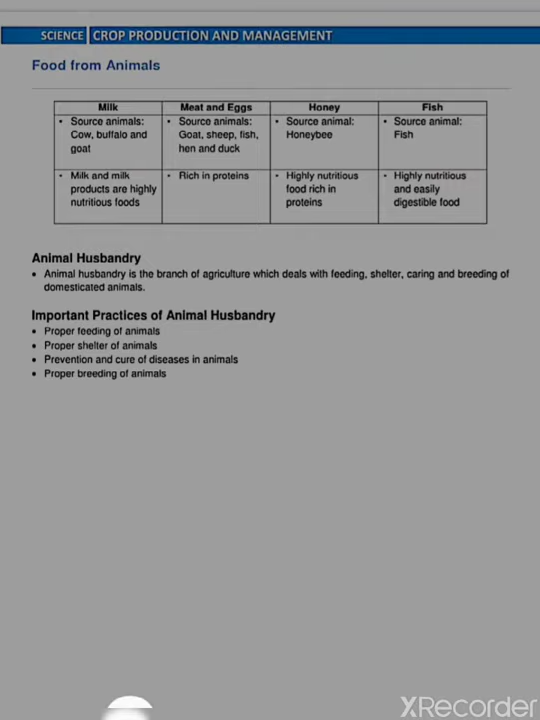 SCIENCE CROP PRODUCTION AND MANAGEMENT
Food from Animals
Milk
Meat and Eggs
Honey
Fish
• Source animals:
Cow, buffalo and
goat
• Source animals:
Goat, sheep, fish,
hen and duck
• Source animal:
Honeybee
• Source animal:
Fish
• Milk and milk
products are highly
nutritious foods
• Rich in proteins
• Highly nutritious
food rich in
proteins
• Highly nutritious
and easily
digestible food
Animal Husbandry
• Animal husbandry is the branch of agriculture which deals with feeding, shelter, caring and breeding of
domesticated animals.
Important Practices of Animal Husbandry
• Proper feeding of animals
• Proper shelter of animals
• Prevention and cure of diseases in animals
• Proper breeding of animals
XRecorder